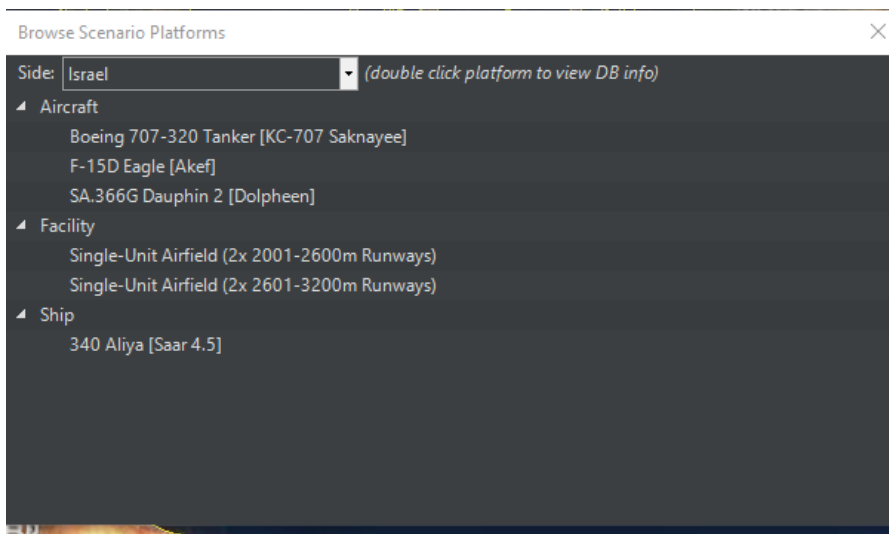 Browse Scenario Platforms
Side: Israel (double click platform to view DB info)
Aircraft
Boeing 707-320 Tanker [KC-707 Saknayee]
F-15D Eagle [Akef]
SA.366G Dauphin 2 [Dolpheen]
Facility
Single-Unit Airfield (2x 2001-2600m Runways)
Single-Unit Airfield (2x 2601-3200m Runways)
Ship
340 Aliya [Saar 4.5]